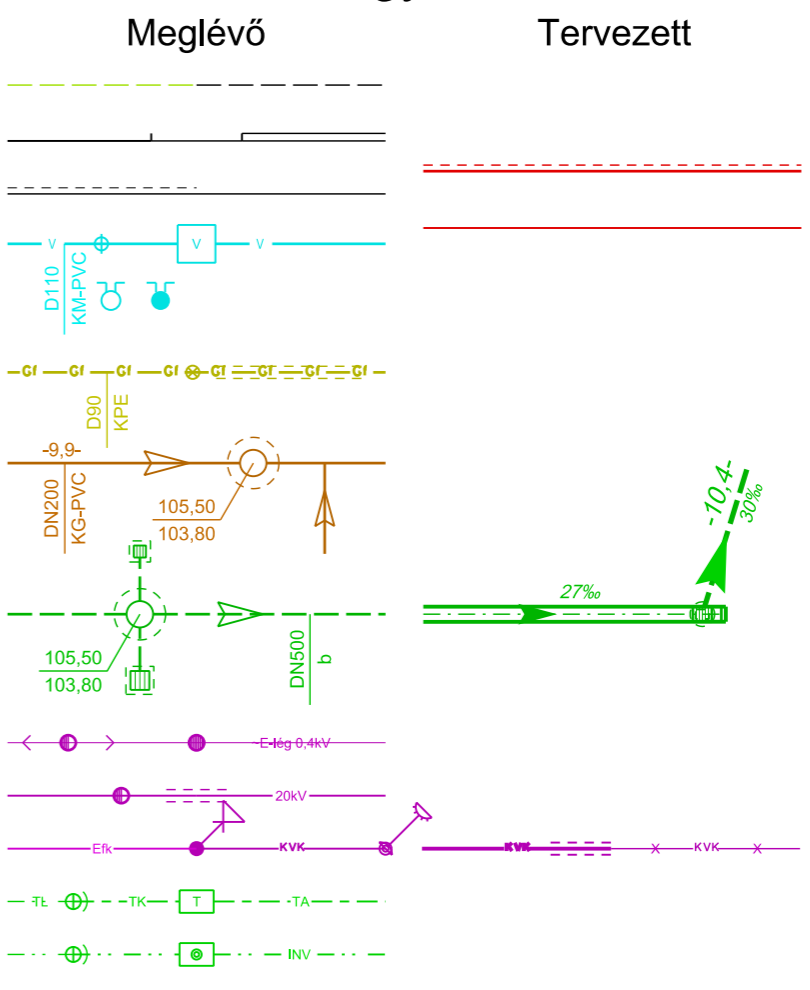 Meglévő
Tervezett
V V V
D110
KM-PVC
Gf Gf Gf Gf Gf Gf Gf Gf
D90
KPE
-9,9-
DN200
KG-PVC
105,50
103,80
-10,4-
30‰
27‰
105,50
103,80
DN500
b
E-lég 0,4kV
20kV
Efk KVK
KVK KVK
TL TK T TA
INV